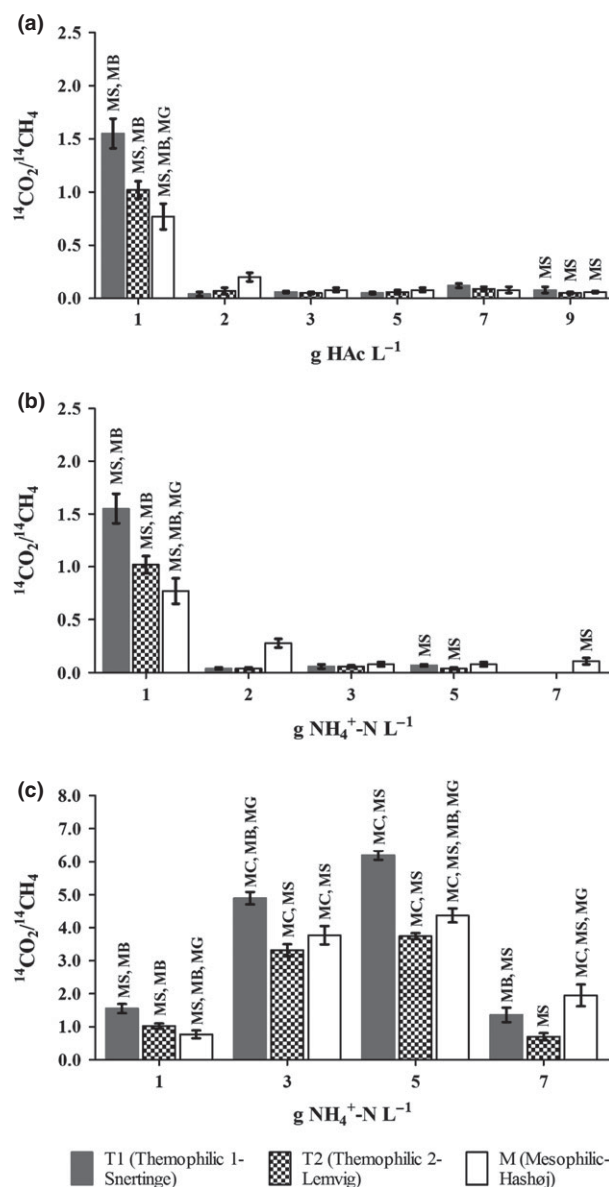 (a)
2.5
2.0
1.5
1.0
0.5
0.0
¹⁴CO₂/¹⁴CH₄
MS, MB
MS, MB
MS, MB, MG
MS
MS
MS
1 2 3 5 7 9
g HAc L⁻¹
(b)
2.5
2.0
1.5
1.0
0.5
0.0
¹⁴CO₂/¹⁴CH₄
MS, MB
MS, MB
MS, MB, MG
MS
MS
MS
1 2 3 5 7
g NH₄⁺-N L⁻¹
(c)
8.0
7.0
6.0
5.0
4.0
3.0
2.0
1.0
0.0
¹⁴CO₂/¹⁴CH₄
MS, MB
MS, MB
MS, MB, MG
MC, MB, MG
MC, MS
MC, MS
MC, MS
MC, MS
MC, MS, MB, MG
MB, MS
MS
MC, MS, MG
1 3 5 7
g NH₄⁺-N L⁻¹
T1 (Themophilic 1-
Snertinge)
T2 (Themophilic 2-
Lemvig)
M (Mesophilic-
Hashøj)